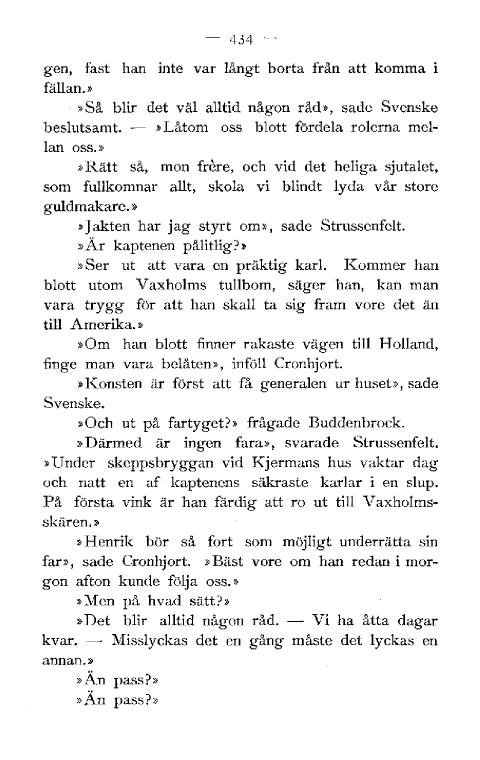 — 434 —
gen, fast han inte var långt borta från att komma i
fällan.»
»Så blir det väl alltid någon råd», sade Svenske
beslutsamt. — »Låtom oss blott fördela rolerna mel-
lan oss.»
»Rätt så, mon frère, och vid det heliga sjutalet,
som fullkomnar allt, skola vi blindt lyda vår store
guldmakare.»
»Jakten har jag styrt om», sade Strussenfelt.
»Är kaptenen pålitlig?»
»Ser ut att vara en präktig karl. Kommer han
blott utom Vaxholms tullbom, säger han, kan man
vara trygg för att han skall ta sig fram vore det än
till Amerika.»
»Om han blott finner rakaste vägen till Holland,
finge man vara belåten», inföll Cronhjort.
»Konsten är först att få generalen ur huset», sade
Svenske.
»Och ut på fartyget?» frågade Buddenbrock.
»Därmed är ingen fara», svarade Strussenfelt.
»Under skeppsbryggan vid Kjermans hus vaktar dag
och natt en af kaptenens säkraste karlar i en slup.
På första vink är han färdig att ro ut till Vaxholms-
skären.»
»Henrik bör så fort som möjligt underrätta sin
far», sade Cronhjort. »Bäst vore om han redan i mor-
gon afton kunde följa oss.»
»Men på hvad sätt?»
»Det blir alltid någon råd. — Vi ha åtta dagar
kvar. — Misslyckas det en gång måste det lyckas en
annan.»
»Än pass?»
»Än pass?»